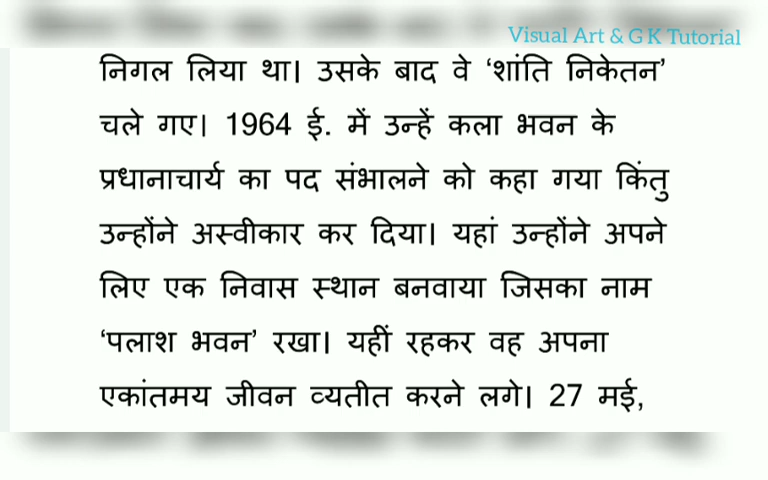 Visual Art & G K Tutorial
निगल लिया था। उसके बाद वे ‘शांति निकेतन’
चले गए। 1964 ई. में उन्हें कला भवन के
प्रधानाचार्य का पद संभालने को कहा गया किंतु
उन्होंने अस्वीकार कर दिया। यहां उन्होंने अपने
लिए एक निवास स्थान बनवाया जिसका नाम
‘पलाश भवन’ रखा। यहीं रहकर वह अपना
एकांतमय जीवन व्यतीत करने लगे। 27 मई,